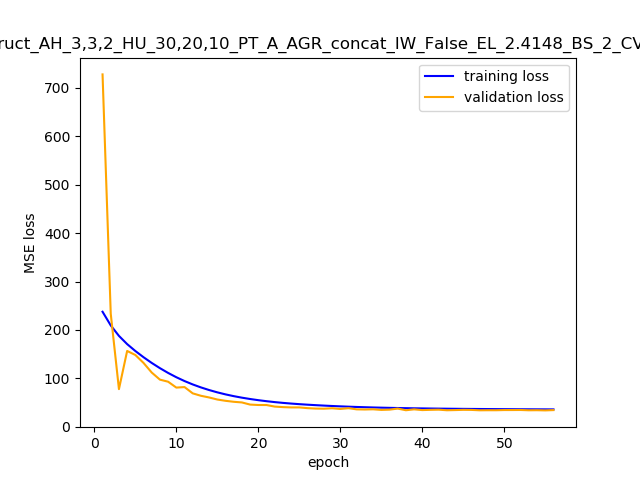 ruct_AH_3,3,2_HU_30,20,10_PT_A_AGR_concat_IW_False_EL_2.4148_BS_2_CV
training loss
validation loss
700
600
500
400
300
200
100
0
MSE loss
0 10 20 30 40 50
epoch